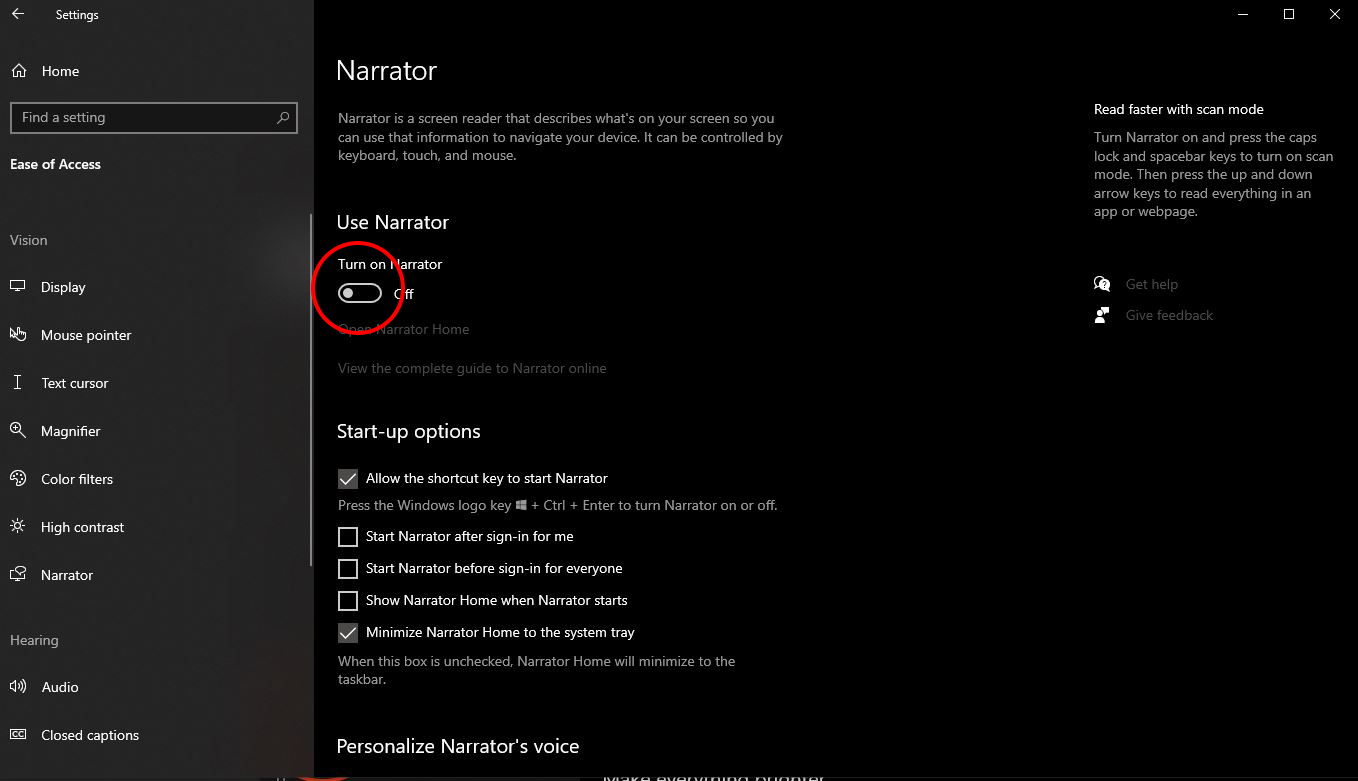 Settings
Home
Find a setting
Ease of Access
Vision
Display
Mouse pointer
Text cursor
Magnifier
Color filters
High contrast
Narrator
Hearing
Audio
Closed captions
Narrator
Narrator is a screen reader that describes what's on your screen so you
can use that information to navigate your device. It can be controlled by
keyboard, touch, and mouse.
Use Narrator
Turn on Narrator
Off
Open Narrator Home
View the complete guide to Narrator online
Start-up options
Allow the shortcut key to start Narrator
Press the Windows logo key + Ctrl + Enter to turn Narrator on or off.
Start Narrator after sign-in for me
Start Narrator before sign-in for everyone
Show Narrator Home when Narrator starts
Minimize Narrator Home to the system tray
When this box is unchecked, Narrator Home will minimize to the
taskbar.
Personalize Narrator's voice
Make everything brighter
Read faster with scan mode
Turn Narrator on and press the caps
lock and spacebar keys to turn on scan
mode. Then press the up and down
arrow keys to read everything in an
app or webpage.
Get help
Give feedback